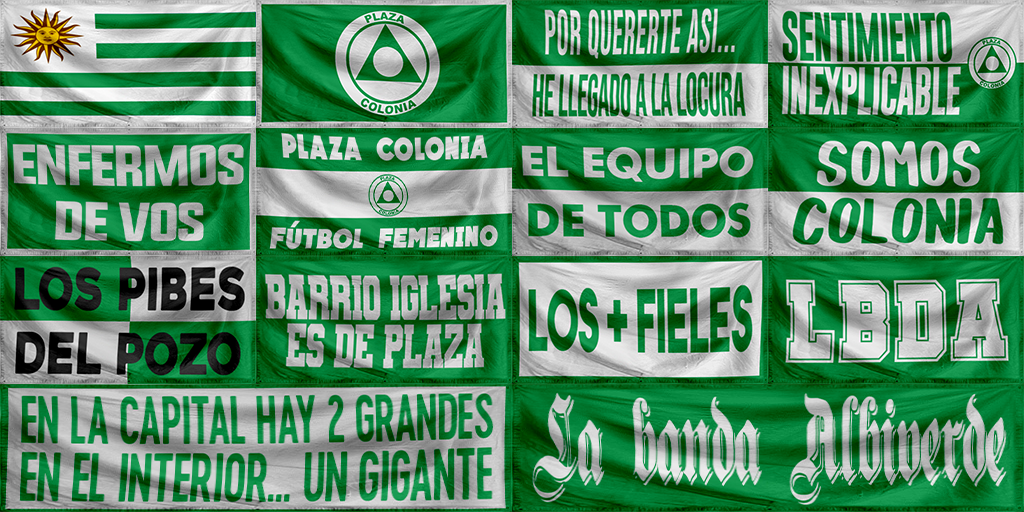 PLAZA
COLONIA
POR QUERERTE ASI...
HE LLEGADO A LA LOCURA
SENTIMIENTO
INEXPLICABLE
PLAZA
COLONIA
ENFERMOS
DE VOS
PLAZA COLONIA
PLAZA
COLONIA
FÚTBOL FEMENINO
EL EQUIPO
DE TODOS
SOMOS
COLONIA
LOS PIBES
DEL POZO
BARRIO IGLESIA
ES DE PLAZA
LOS + FIELES
LBDA
EN LA CAPITAL HAY 2 GRANDES
EN EL INTERIOR... UN GIGANTE
La banda Albiverde